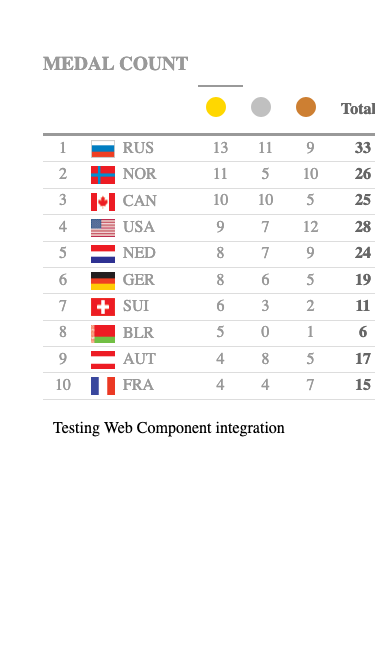 MEDAL COUNT
Total
1 RUS 13 11 9 33
2 NOR 11 5 10 26
3 CAN 10 10 5 25
4 USA 9 7 12 28
5 NED 8 7 9 24
6 GER 8 6 5 19
7 SUI 6 3 2 11
8 BLR 5 0 1 6
9 AUT 4 8 5 17
10 FRA 4 4 7 15
Testing Web Component integration